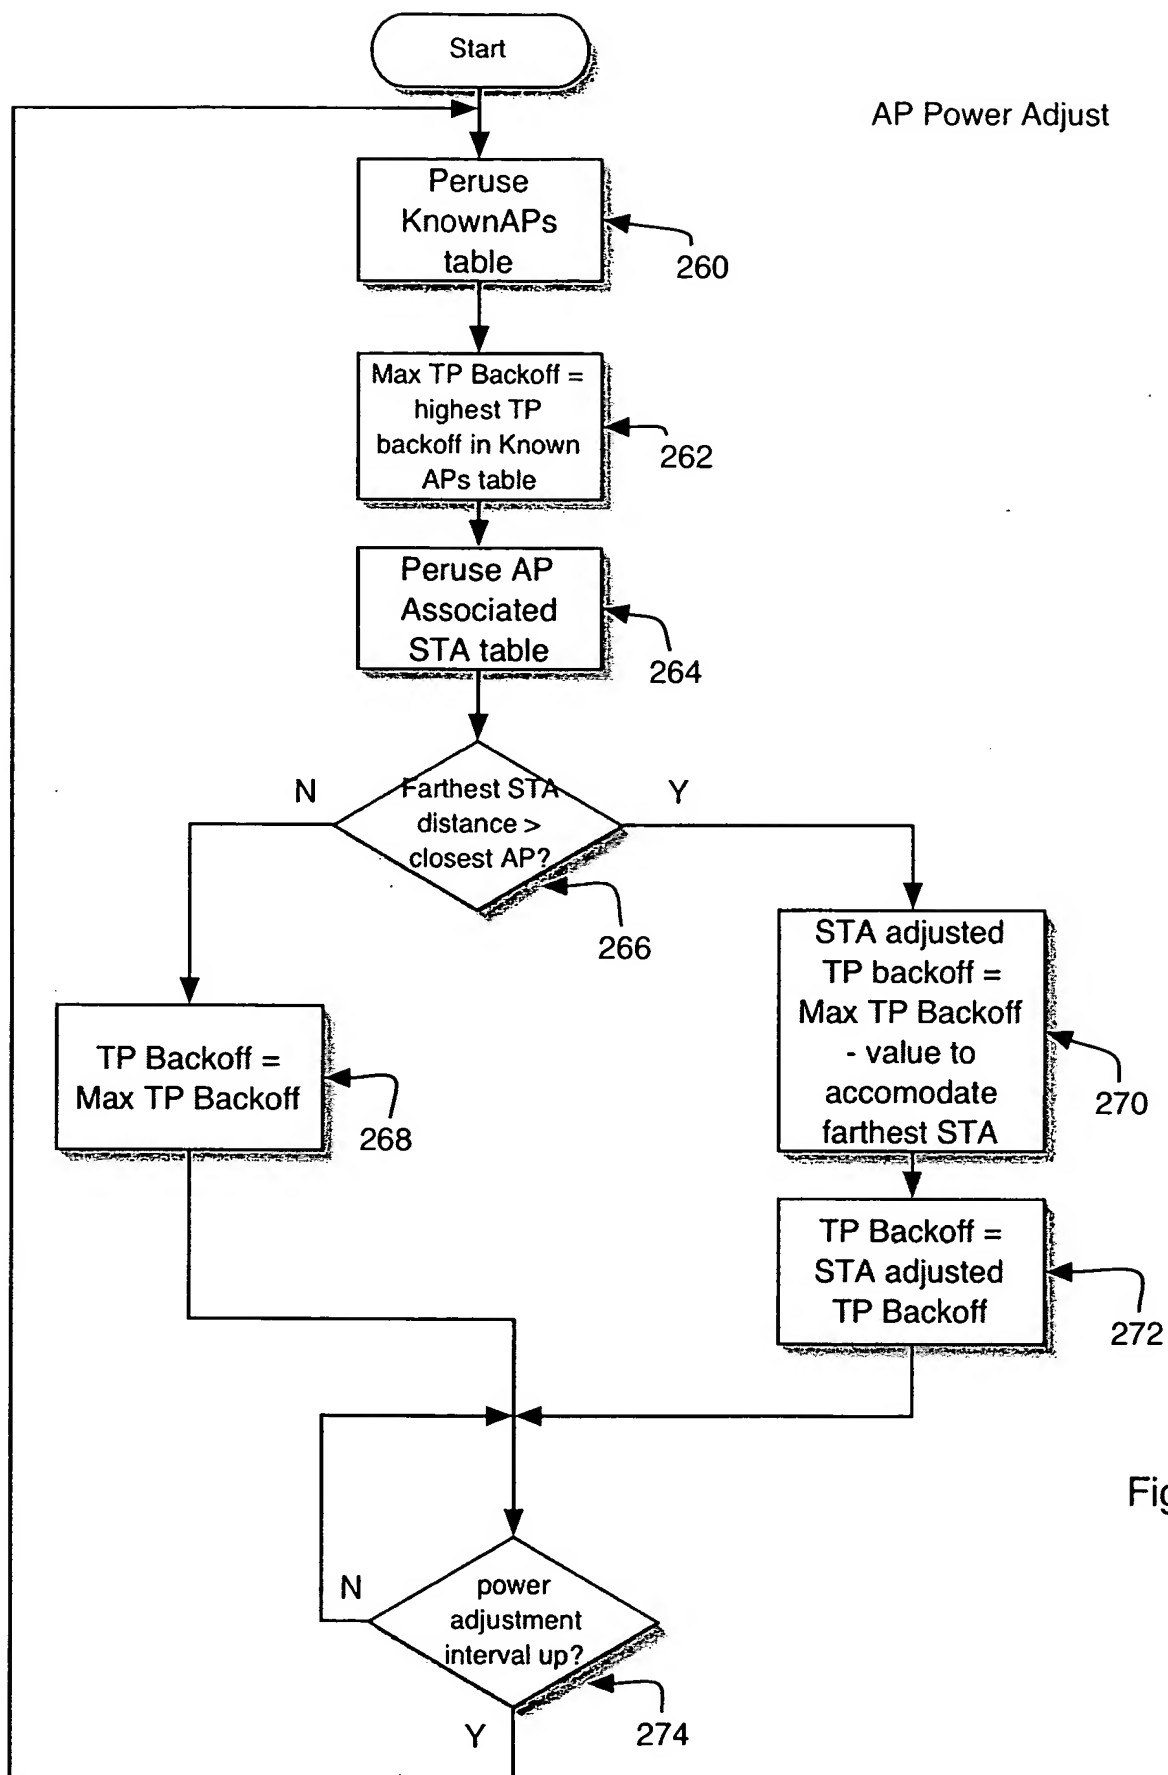 Start
AP Power Adjust
Peruse
KnownAPs
table
260
Max TP Backoff =
highest TP
backoff in Known
APs table
262
Peruse AP
Associated
STA table
264
N
Farthest STA
distance >
closest AP?
Y
266
STA adjusted
TP backoff =
Max TP Backoff
- value to
accomodate
farthest STA
270
TP Backoff =
Max TP Backoff
268
TP Backoff =
STA adjusted
TP Backoff
272
Fig
N
power
adjustment
interval up?
274
Y